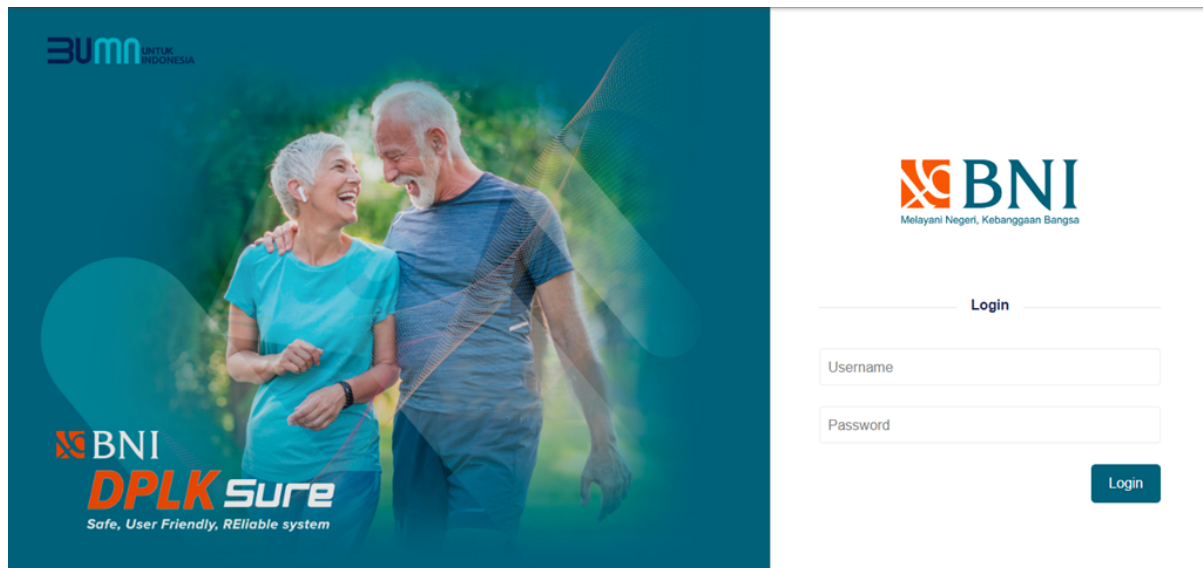 BUMN UNTUK
INDONESIA
BNI
DPLK Sure
Safe, User Friendly, REliable system
BNI
Melayani Negeri, Kebanggaan Bangsa
Login
Username
Password
Login